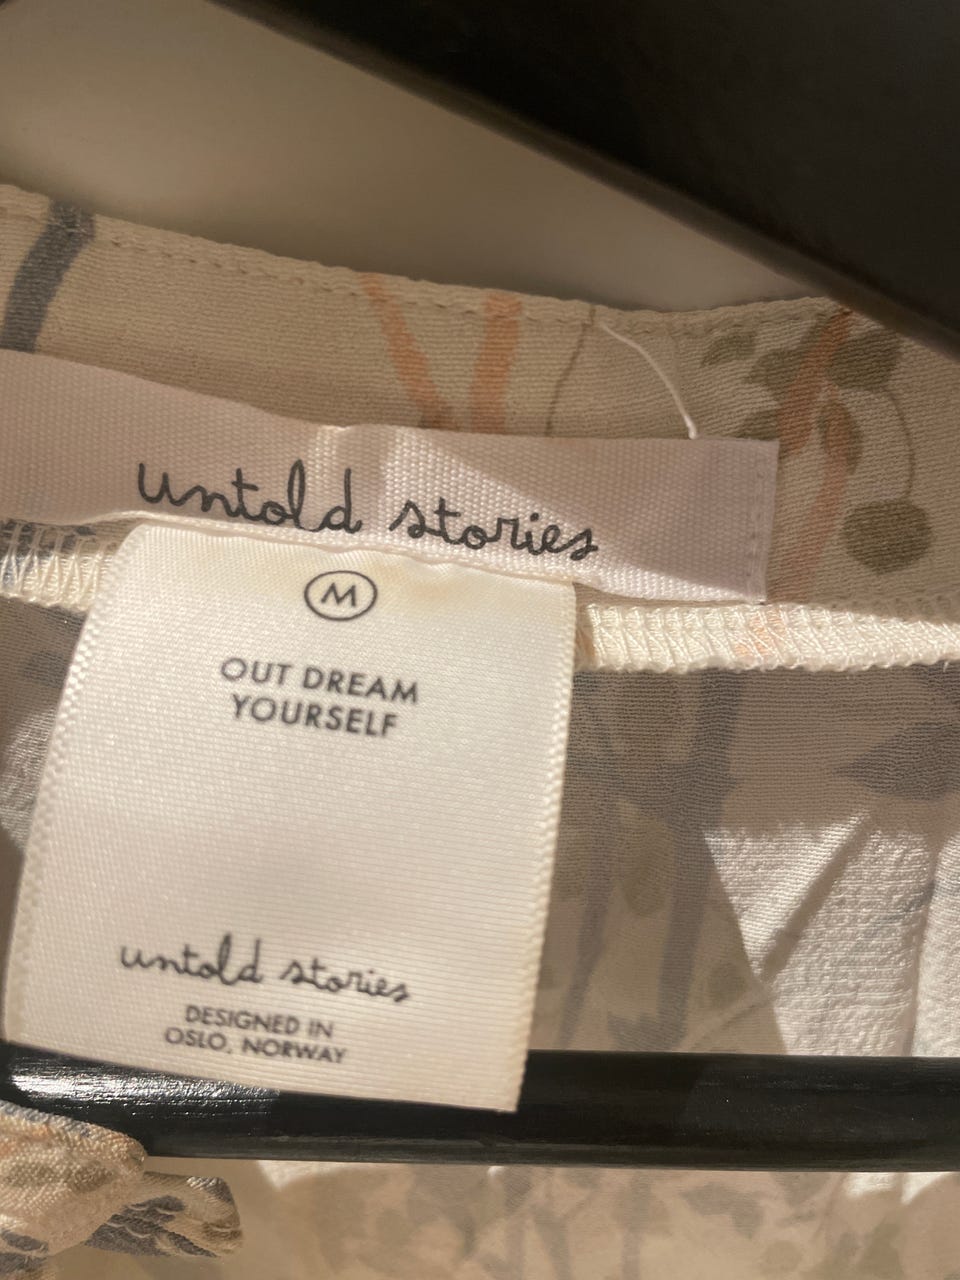 untold stories
M
OUT DREAM
YOURSELF
untold stories
DESIGNED IN
OSLO, NORWAY